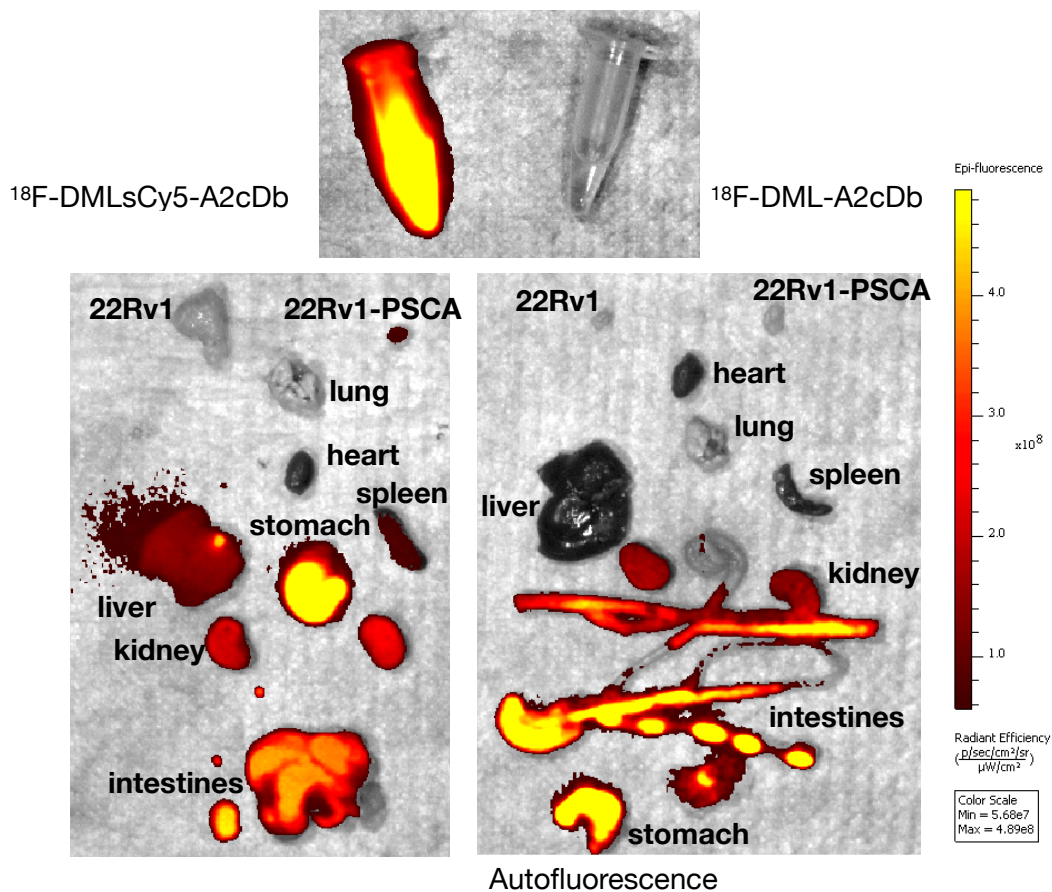 ¹⁸F-DMLsCy5-A2cDb
¹⁸F-DML-A2cDb
22Rv1
22Rv1-PSCA
lung
heart
spleen
stomach
liver
kidney
intestines
22Rv1
22Rv1-PSCA
heart
lung
spleen
liver
kidney
intestines
stomach
Autofluorescence
Epi-fluorescence
4.0
3.0
x10⁸
2.0
1.0
Radiant Efficiency
(p/sec/cm²/sr
µW/cm²)
Color Scale
Min = 5.68e7
Max = 4.89e8